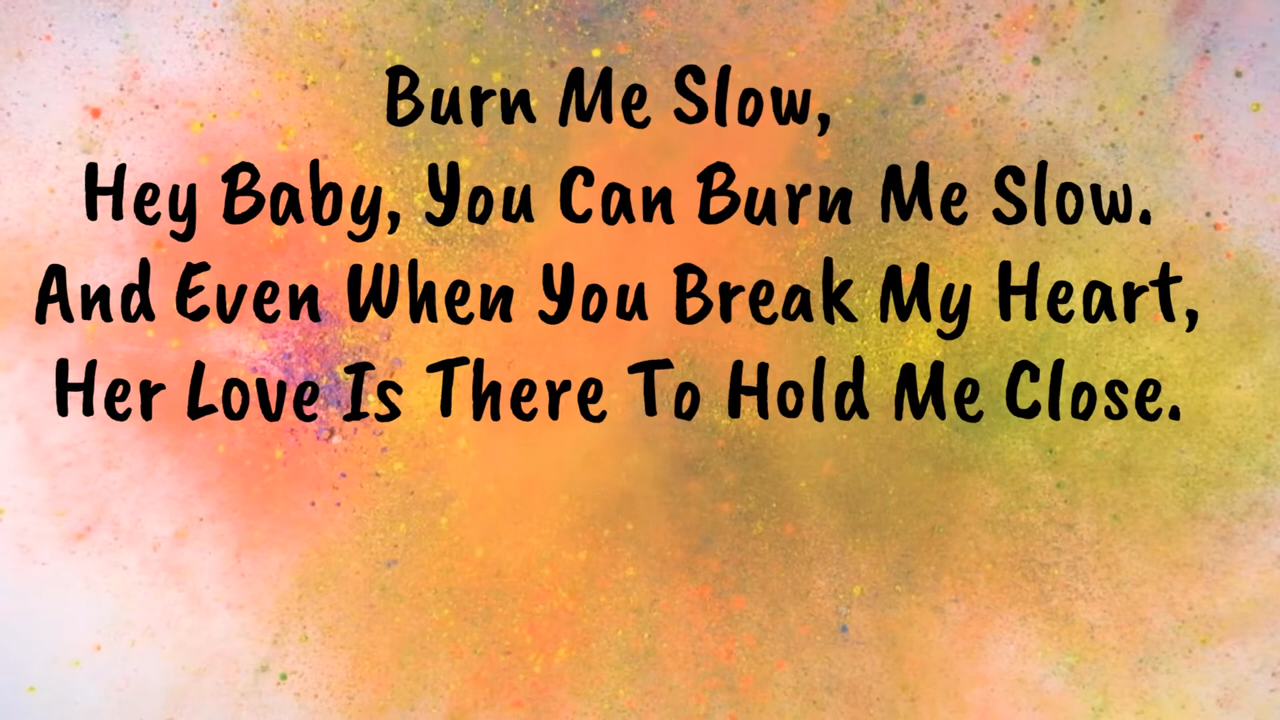 Burn Me Slow,
Hey Baby, You Can Burn Me Slow.
And Even When You Break My Heart,
Her Love Is There To Hold Me Close.